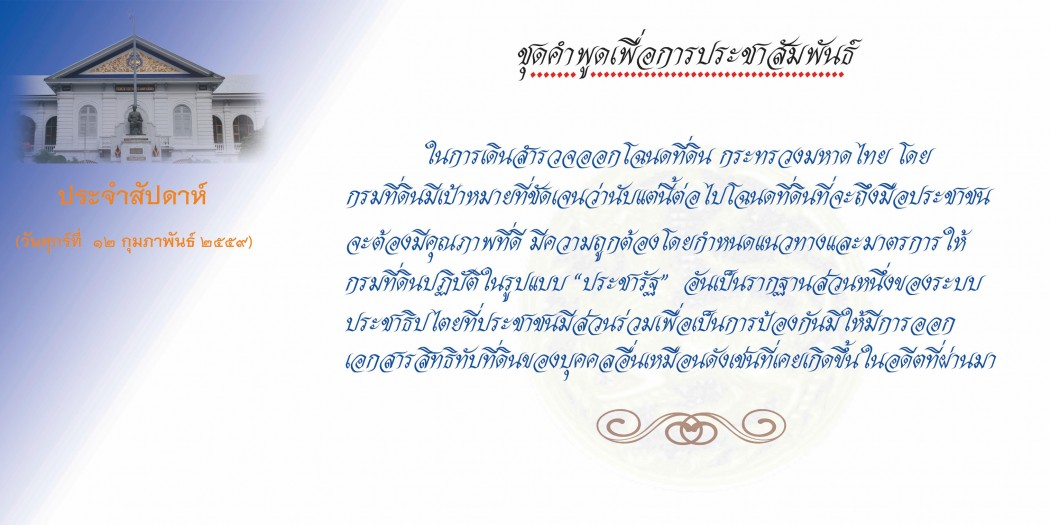 ชุดคำพูดเพื่อการประชาสัมพันธ์
ประจำสัปดาห์
(วันศุกร์ที่ ๑๒ กุมภาพันธ์ ๒๕๕๙)
ในการเดินสำรวจออกโฉนดที่ดิน กระทรวงมหาดไทย โดย
กรมที่ดินมีเป้าหมายที่ชัดเจนว่านับแต่นี้ต่อไปโฉนดที่ดินที่จะถึงมือประชาชน
จะต้องมีคุณภาพที่ดี มีความถูกต้องโดยกำหนดแนวทางและมาตรการให้
กรมที่ดินปฏิบัติในรูปแบบ “ประชารัฐ” อันเป็นรากฐานส่วนหนึ่งของระบบ
ประชาธิปไตยที่ประชาชนมีส่วนร่วมเพื่อเป็นการป้องกันมิให้มีการออก
เอกสารสิทธิทับที่ดินของบุคคลอื่นเหมือนดังเช่นที่เคยเกิดขึ้นในอดีตที่ผ่านมา